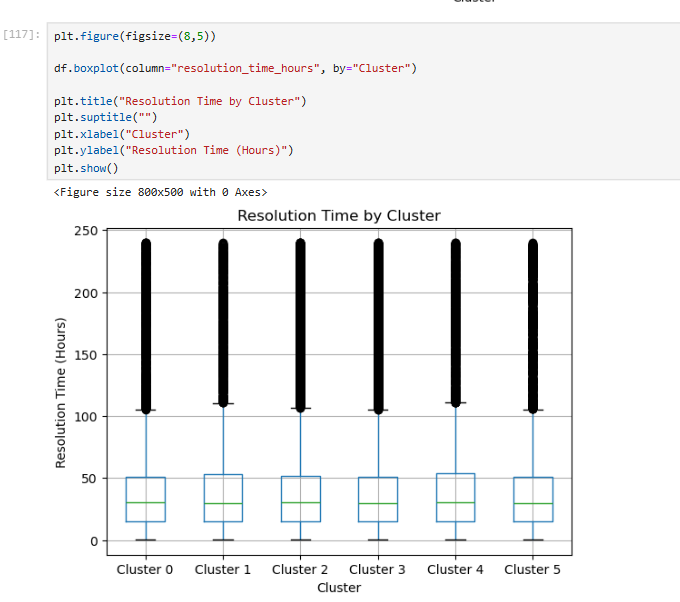 Cluster
[117]:
plt.figure(figsize=(8,5))
df.boxplot(column="resolution_time_hours", by="Cluster")
plt.title("Resolution Time by Cluster")
plt.suptitle("")
plt.xlabel("Cluster")
plt.ylabel("Resolution Time (Hours)")
plt.show()
<Figure size 800x500 with 0 Axes>
Resolution Time by Cluster
250
200
150
100
50
0
Resolution Time (Hours)
Cluster 0 Cluster 1 Cluster 2 Cluster 3 Cluster 4 Cluster 5
Cluster